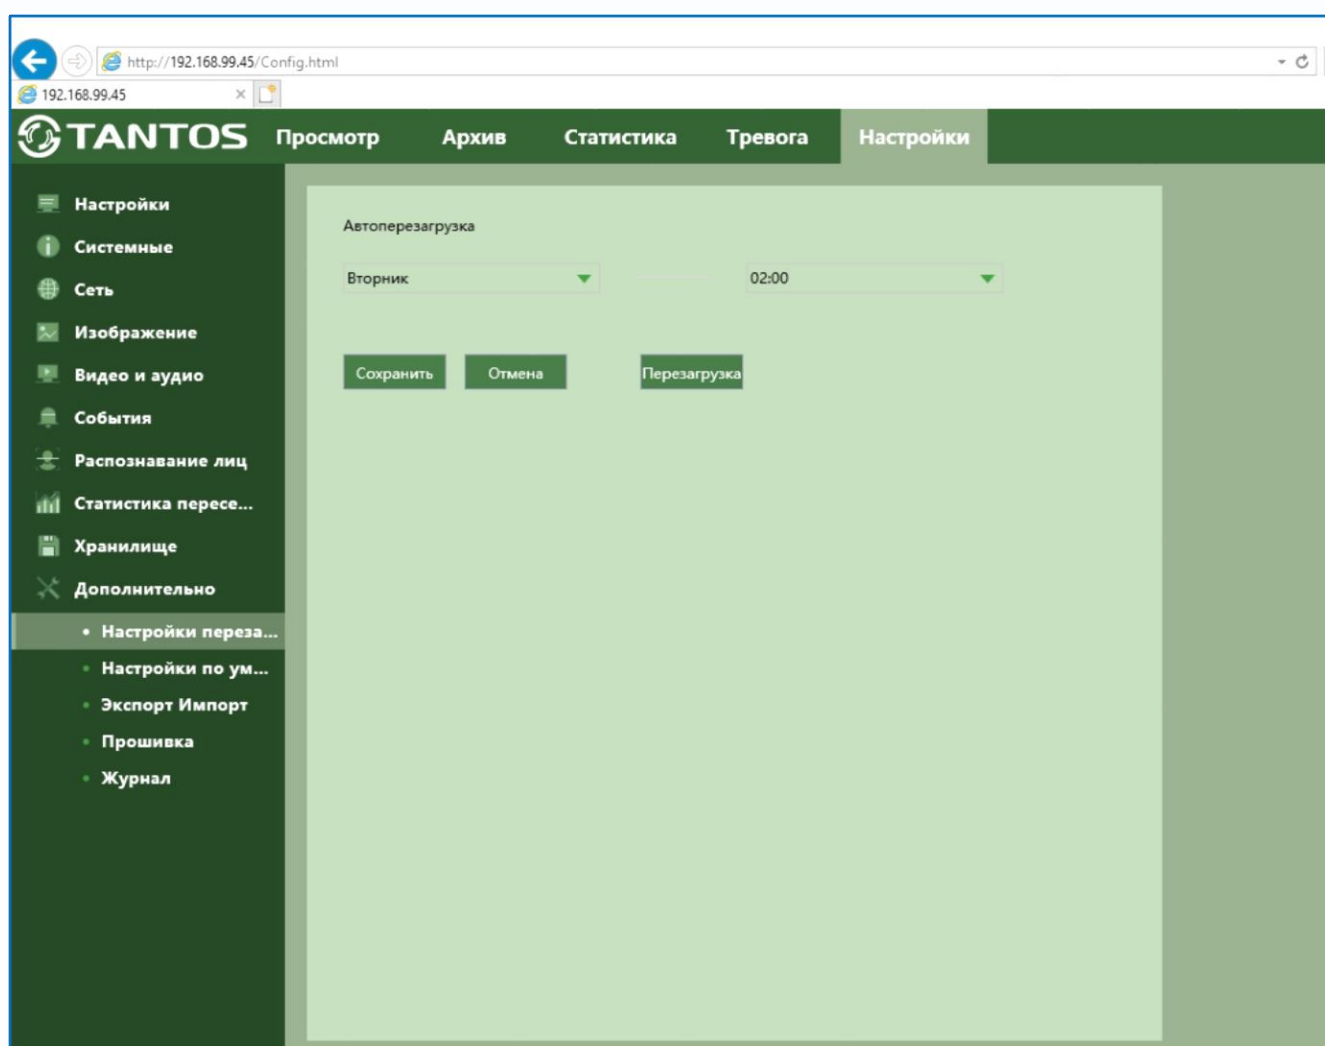 http://192.168.99.45/Config.html
192.168.99.45
TANTOS Просмотр Архив Статистика Тревога Настройки
Настройки
Системные
Сеть
Изображение
Видео и аудио
События
Распознавание лиц
Статистика пересе...
Хранилище
Дополнительно
Настройки переза...
Настройки по ум...
Экспорт Импорт
Прошивка
Журнал
Автоперезагрузка
Вторник 02:00
Сохранить Отмена Перезагрузка